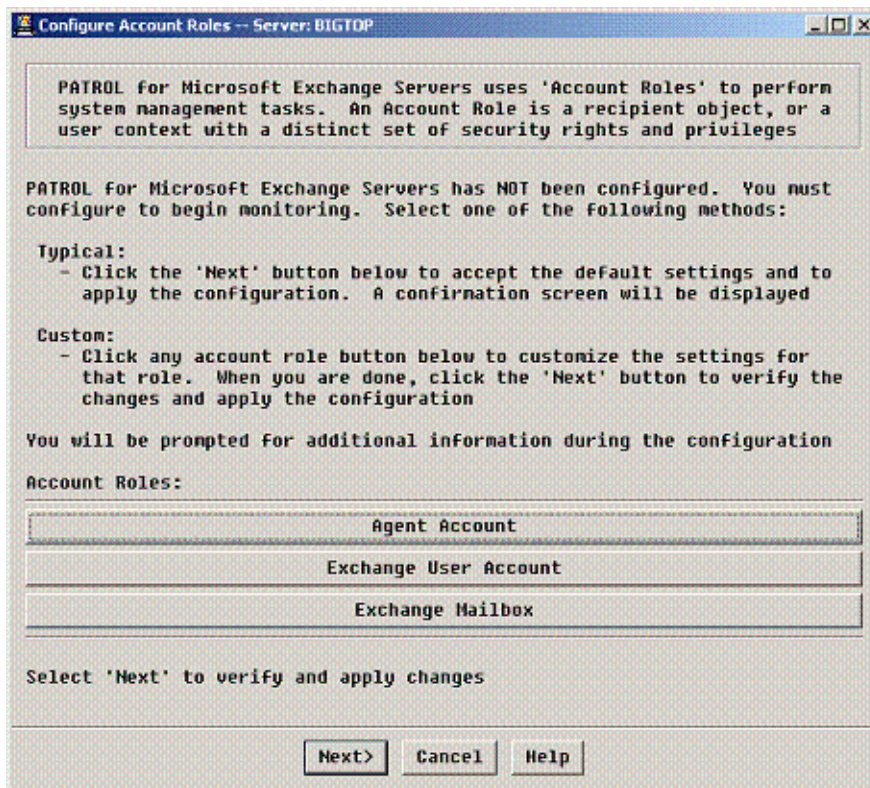 Configure Account Roles -- Server: BIGTOP
PATROL for Microsoft Exchange Servers uses 'Account Roles' to perform
system management tasks. An Account Role is a recipient object, or a
user context with a distinct set of security rights and privileges
PATROL for Microsoft Exchange Servers has NOT been configured. You must
configure to begin monitoring. Select one of the following methods:
Typical:
- Click the 'Next' button below to accept the default settings and to
apply the configuration. A confirmation screen will be displayed
Custom:
- Click any account role button below to customize the settings for
that role. When you are done, click the 'Next' button to verify the
changes and apply the configuration
You will be prompted for additional information during the configuration
Account Roles:
Agent Account
Exchange User Account
Exchange Mailbox
Select 'Next' to verify and apply changes
Next> Cancel Help